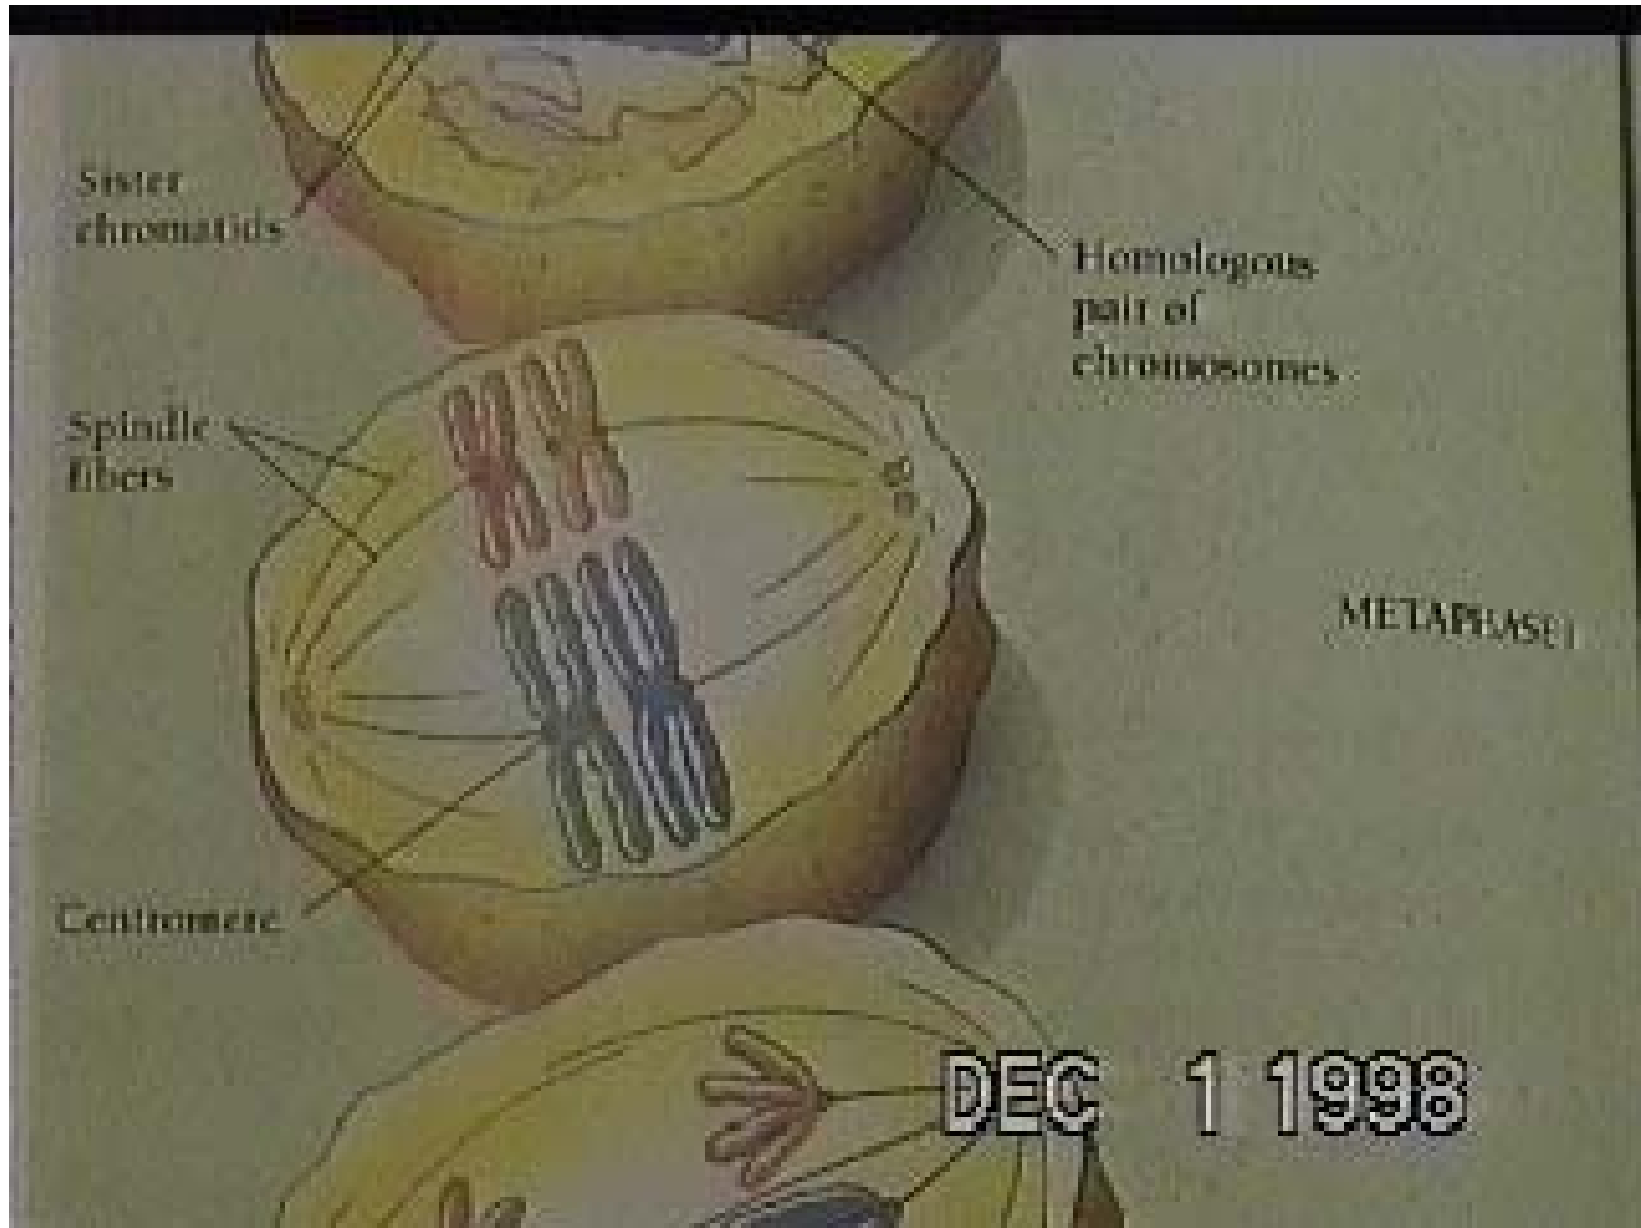 Sister
chromatids
Homologous
pair of
chromosomes
Spindle
fibers
METAPHASE I
Centromere
DEC 1 1998